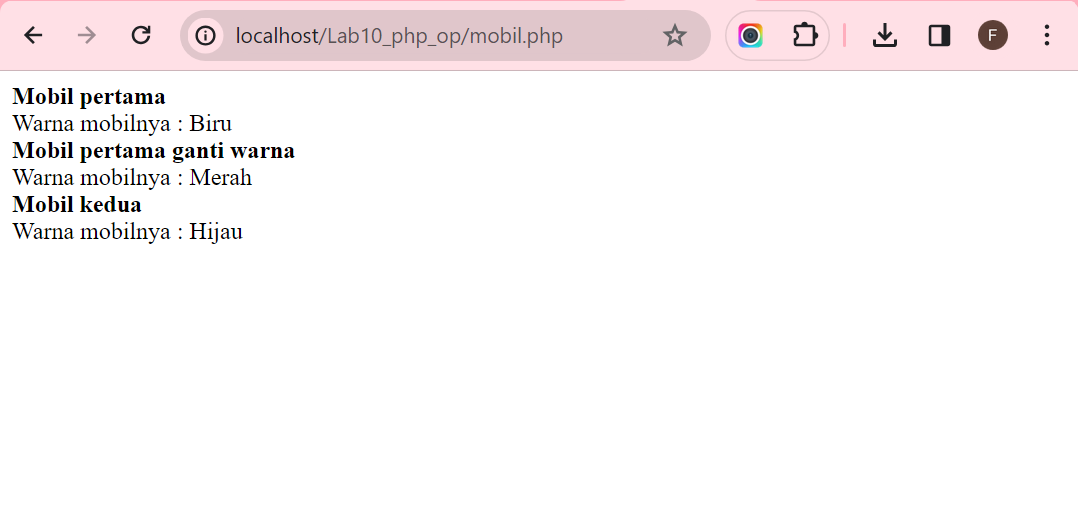 localhost/Lab10_php_op/mobil.php
F
Mobil pertama
Warna mobilnya : Biru
Mobil pertama ganti warna
Warna mobilnya : Merah
Mobil kedua
Warna mobilnya : Hijau